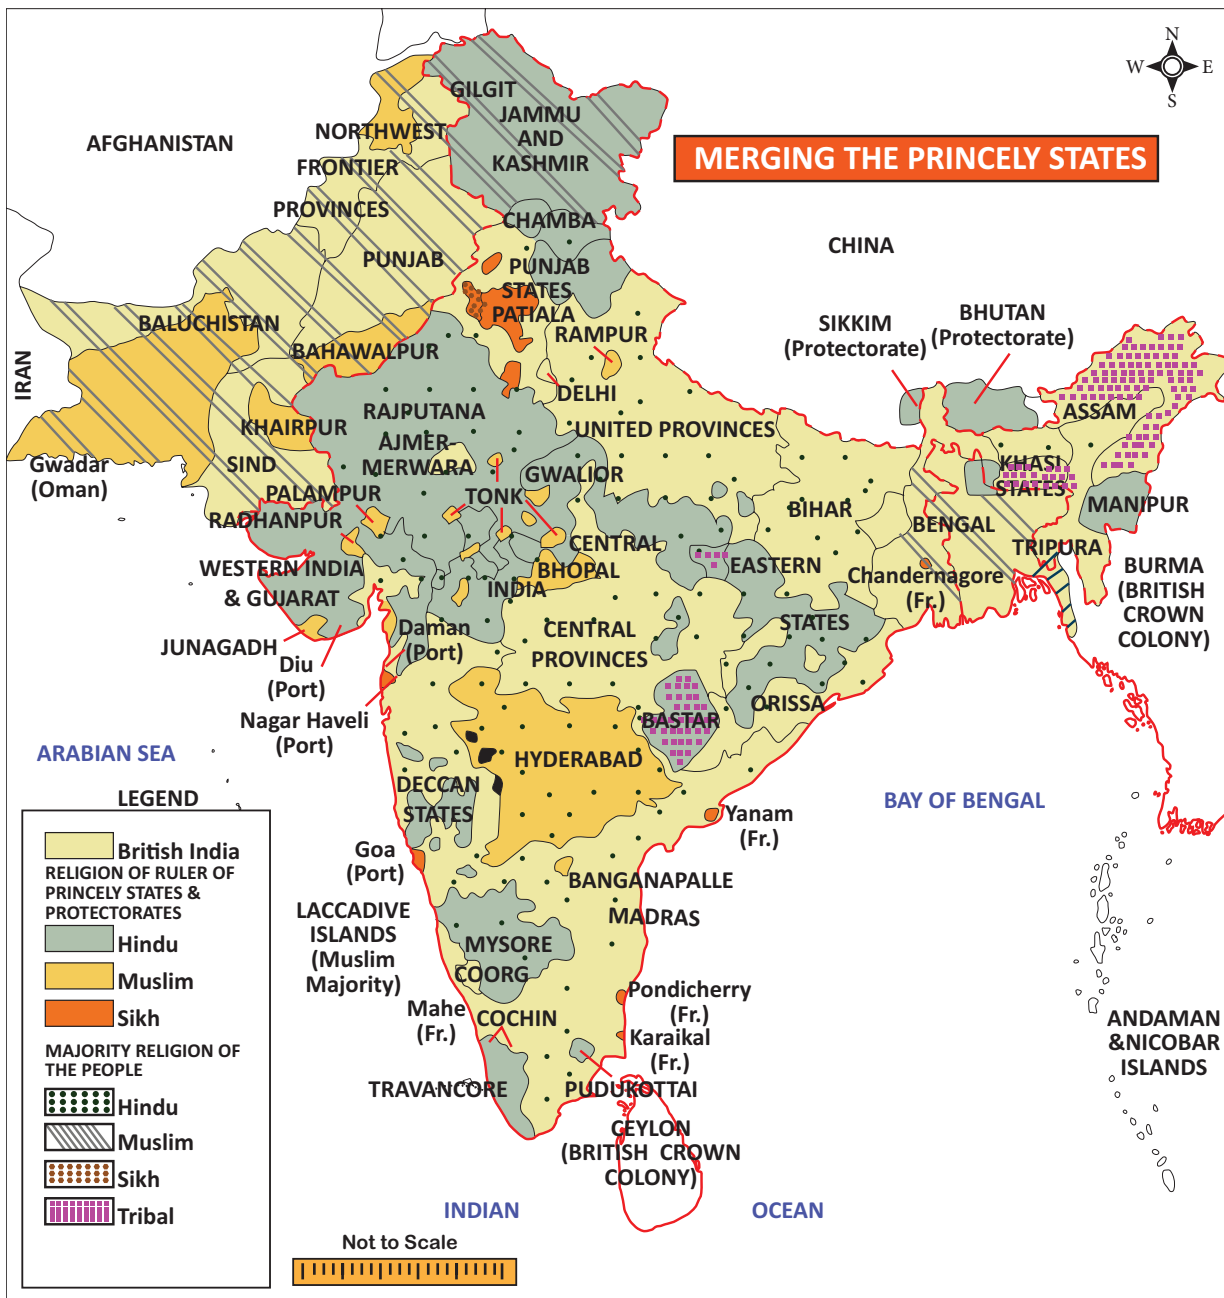 N
W
E
S
MERGING THE PRINCELY STATES
AFGHANISTAN
GILGIT
JAMMU
AND
KASHMIR
NORTHWEST
FRONTIER
PROVINCES
CHAMBA
CHINA
PUNJAB
PUNJAB
STATES
PATIALA
BALUCHISTAN
BAHAWALPUR
RAMPUR
SIKKIM
(Protectorate)
BHUTAN
(Protectorate)
IRAN
DELHI
RAJPUTANA
ASSAM
KHAIRPUR
AJMER-
MERWARA
UNITED PROVINCES
Gwadar
(Oman)
SIND
GWALIOR
KHASI
STATES
PALAMPUR
TONK
BIHAR
MANIPUR
RADHANPUR
BENGAL
CENTRAL
TRIPURA
WESTERN INDIA
& GUJARAT
BHOPAL
INDIA
EASTERN
Chandernagore
(Fr.)
BURMA
(BRITISH
CROWN
COLONY)
JUNAGADH
Daman
(Port)
CENTRAL
PROVINCES
STATES
Diu
(Port)
Nagar Haveli
(Port)
BASTAR
ORISSA
ARABIAN SEA
HYDERABAD
DECCAN
STATES
BAY OF BENGAL
Yanam
(Fr.)
Goa
(Port)
BANGANAPALLE
MADRAS
LACCADIVE
ISLANDS
(Muslim
Majority)
MYSORE
COORG
Mahe
(Fr.)
COCHIN
Pondicherry
(Fr.)
Karaikal
(Fr.)
ANDAMAN
&NICOBAR
ISLANDS
TRAVANCORE
PUDUKOTTAI
CEYLON
(BRITISH CROWN
COLONY)
INDIAN
OCEAN
LEGEND
British India
RELIGION OF RULER OF
PRINCELY STATES &
PROTECTORATES
Hindu
Muslim
Sikh
MAJORITY RELIGION OF
THE PEOPLE
Hindu
Muslim
Sikh
Tribal
Not to Scale